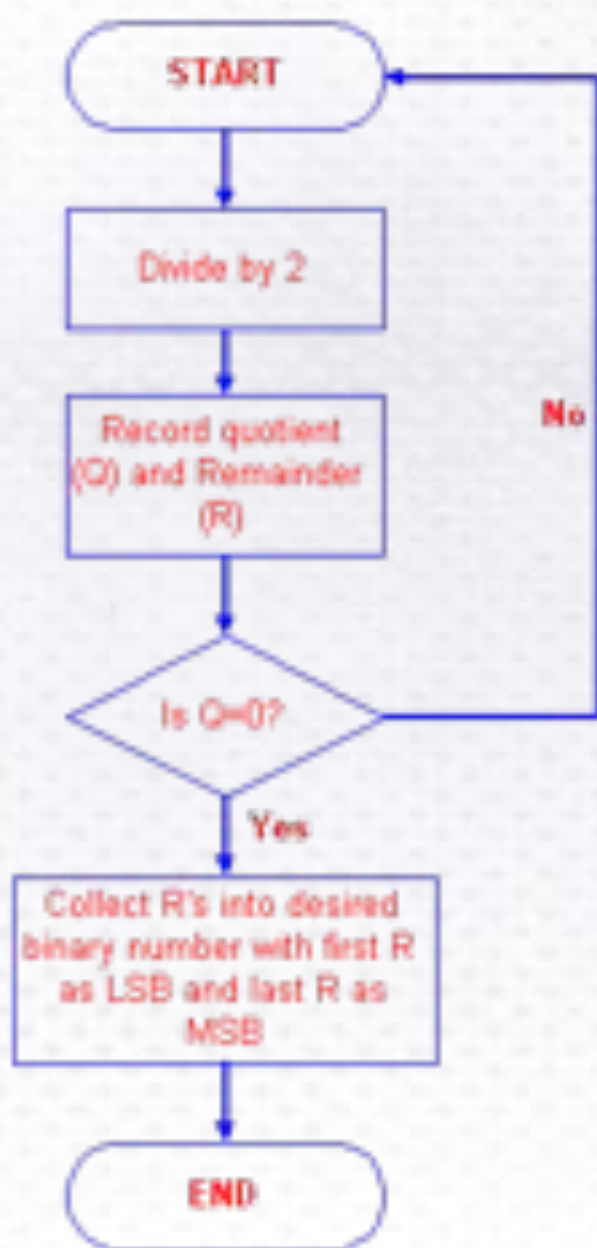 START
Divide by 2
Record quotient
(Q) and Remainder
(R)
No
Is Q=0?
Yes
Collect R's into desired
binary number with first R
as LSB and last R as
MSB
END